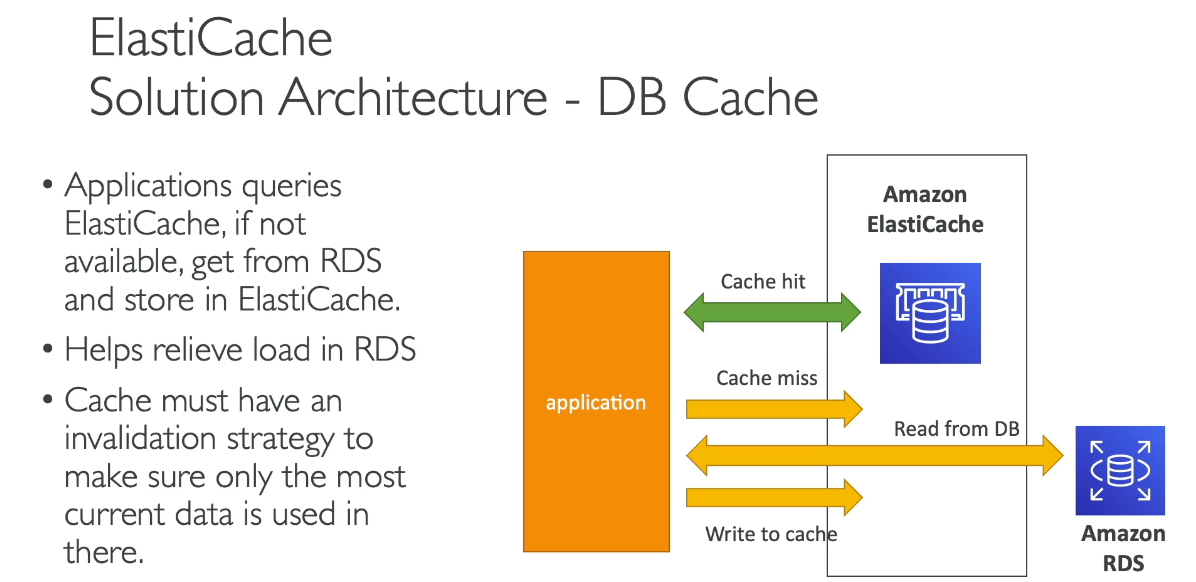 ElastiCache
Solution Architecture - DB Cache
• Applications queries
ElastiCache, if not
available, get from RDS
and store in ElastiCache.
• Helps relieve load in RDS
• Cache must have an
invalidation strategy to
make sure only the most
current data is used in
there.
application
Cache hit
Cache miss
Read from DB
Write to cache
Amazon
ElastiCache
Amazon
RDS